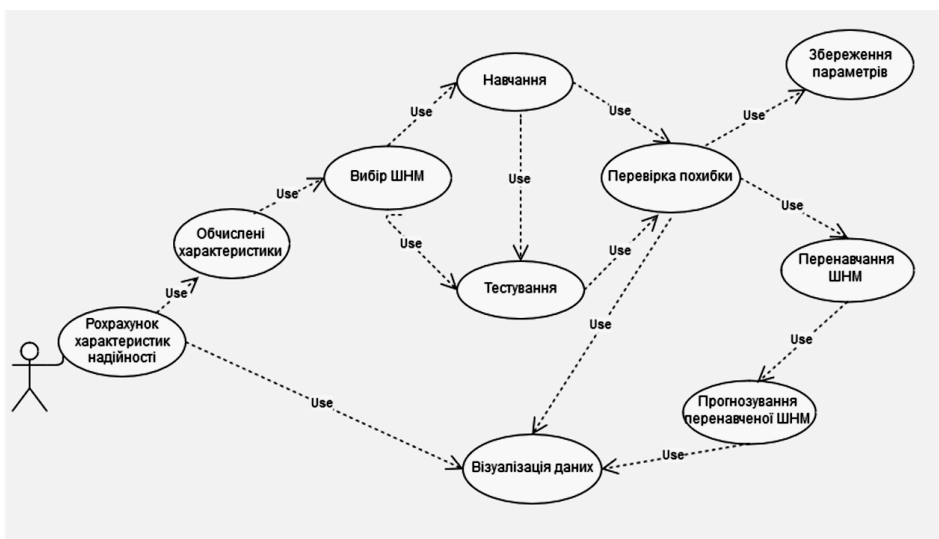 Збереження
параметрів
Навчання
Use
Use
Use
Вибір ШНМ
Use
Перевірка похибки
Use
Use
Обчислені
характеристики
Use
Use
Перенавчання
ШНМ
Тестування
Use
Рохрахунок
характеристик
надійності
Use
Use
Use
Прогнозування
перенавченої ШНМ
Use
Use
Візуалізація даних